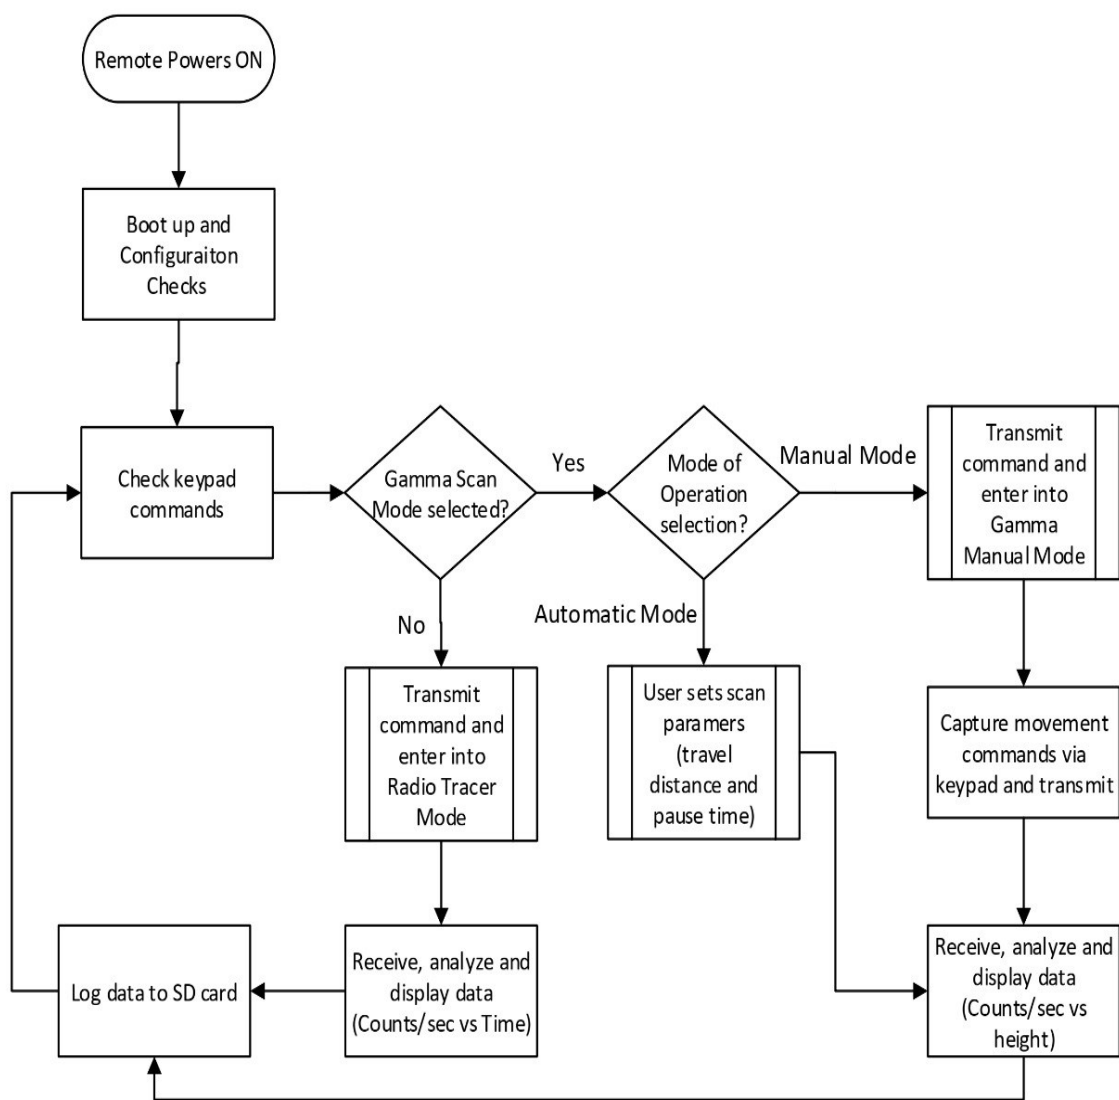 Remote Powers ON
Boot up and
Configuraiton
Checks
Check keypad
commands
Gamma Scan
Mode selected?
Yes
Mode of
Operation
selection?
Manual Mode
Transmit
command and
enter into
Gamma
Manual Mode
No
Automatic Mode
Transmit
command and
enter into
Radio Tracer
Mode
User sets scan
paramers
(travel
distance and
pause time)
Capture movement
commands via
keypad and transmit
Log data to SD card
Receive, analyze and
display data
(Counts/sec vs Time)
Receive, analyze and
display data
(Counts/sec vs
height)